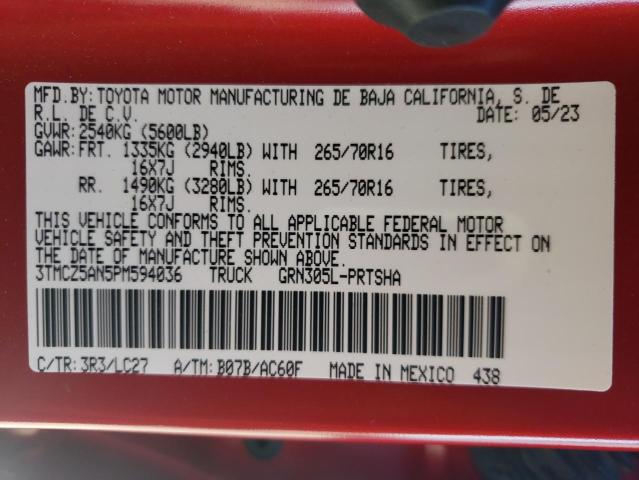 MFD.BY:TOYOTA MOTOR MANUFACTURING DE BAJA CALIFORNIA, S. DE
R.L. DE C.V. DATE: 05/23
GVWR:2540KG (5600LB)
GAWR:FRT. 1335KG (2940LB) WITH 265/70R16 TIRES,
16X7J RIMS.
RR. 1490KG (3280LB) WITH 265/70R16 TIRES,
16X7J RIMS.
THIS VEHICLE CONFORMS TO ALL APPLICABLE FEDERAL MOTOR
VEHICLE SAFETY AND THEFT PREVENTION STANDARDS IN EFFECT ON
THE DATE OF MANUFACTURE SHOWN ABOVE.
3TMCZ5AN5PM594036 TRUCK GRN305L-PRTSHA
C/TR:3R3/LC27 A/TM:B07B/AC60F MADE IN MEXICO 438